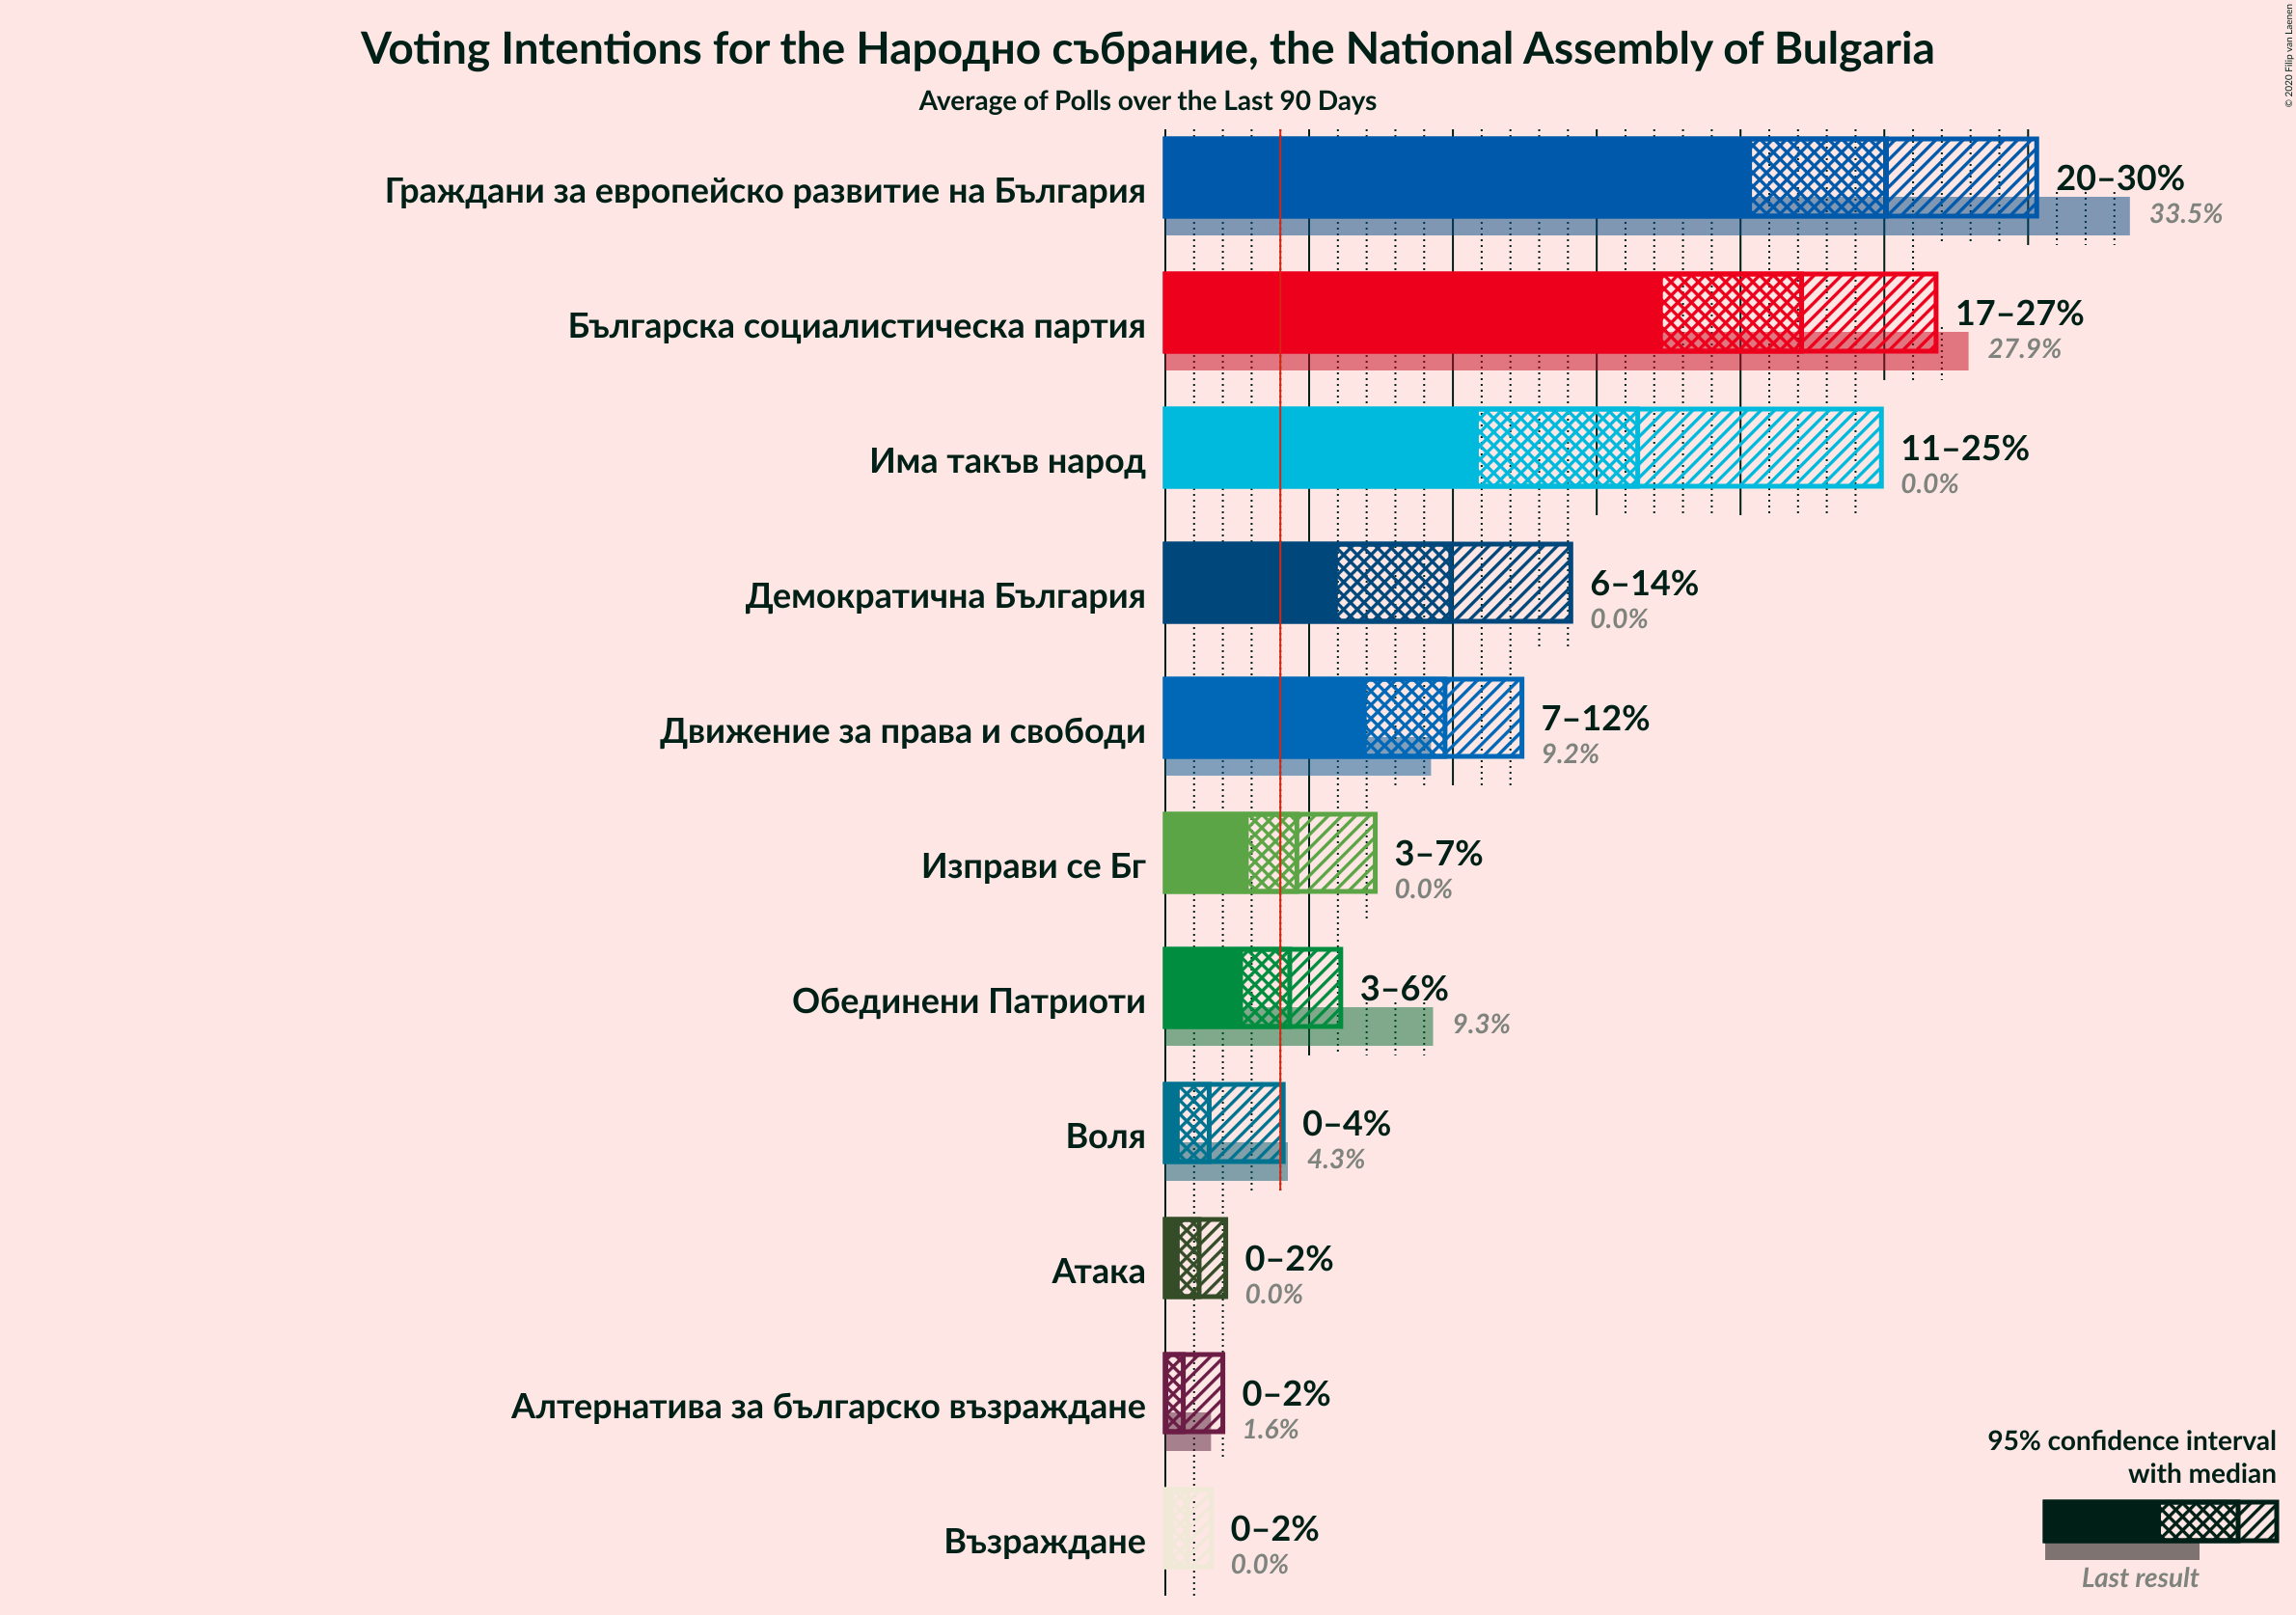 Voting Intentions for the Народно събрание, the National Assembly of Bulgaria
Average of Polls over the Last 90 Days
© 2020 Filip van Laenen
Граждани за европейско развитие на България
20–30%
33.5%
Българска социалистическа партия
17–27%
27.9%
Има такъв народ
11–25%
0.0%
Демократична България
6–14%
0.0%
Движение за права и свободи
7–12%
9.2%
Изправи се Бг
3–7%
0.0%
Обединени Патриоти
3–6%
9.3%
Воля
0–4%
4.3%
Атака
0–2%
0.0%
Алтернатива за българско възраждане
0–2%
1.6%
Възраждане
0–2%
0.0%
95% confidence interval
with median
Last result